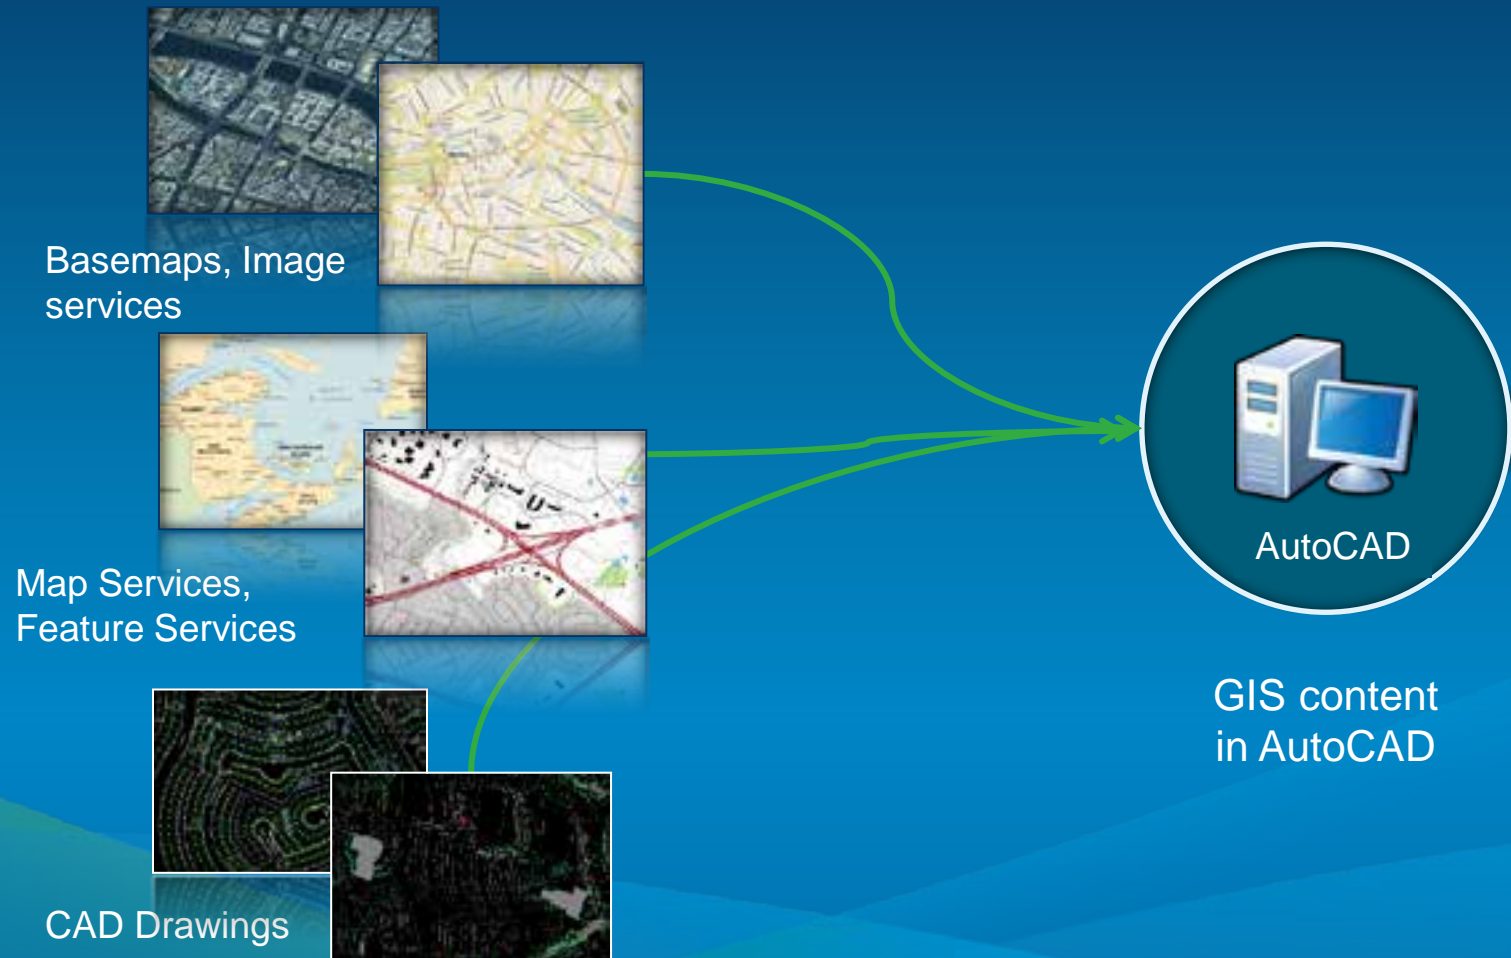 Basemaps, Image
services
Map Services,
Feature Services
CAD Drawings
AutoCAD
GIS content
in AutoCAD